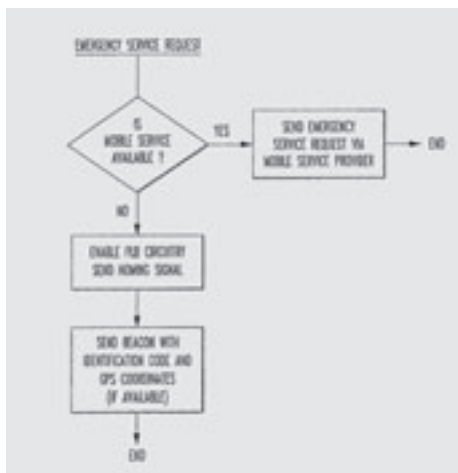 EMERGENCY SERVICE REQUEST
IS
MOBILE SERVICE
AVAILABLE ?
YES
SEND EMERGENCY
SERVICE REQUEST VIA
MOBILE SERVICE PROVIDER
END
NO
ENABLE PLB CIRCUITRY
SEND HOMING SIGNAL
SEND BEACON WITH
IDENTIFICATION CODE AND
GPS COORDINATES
(IF AVAILABLE)
END